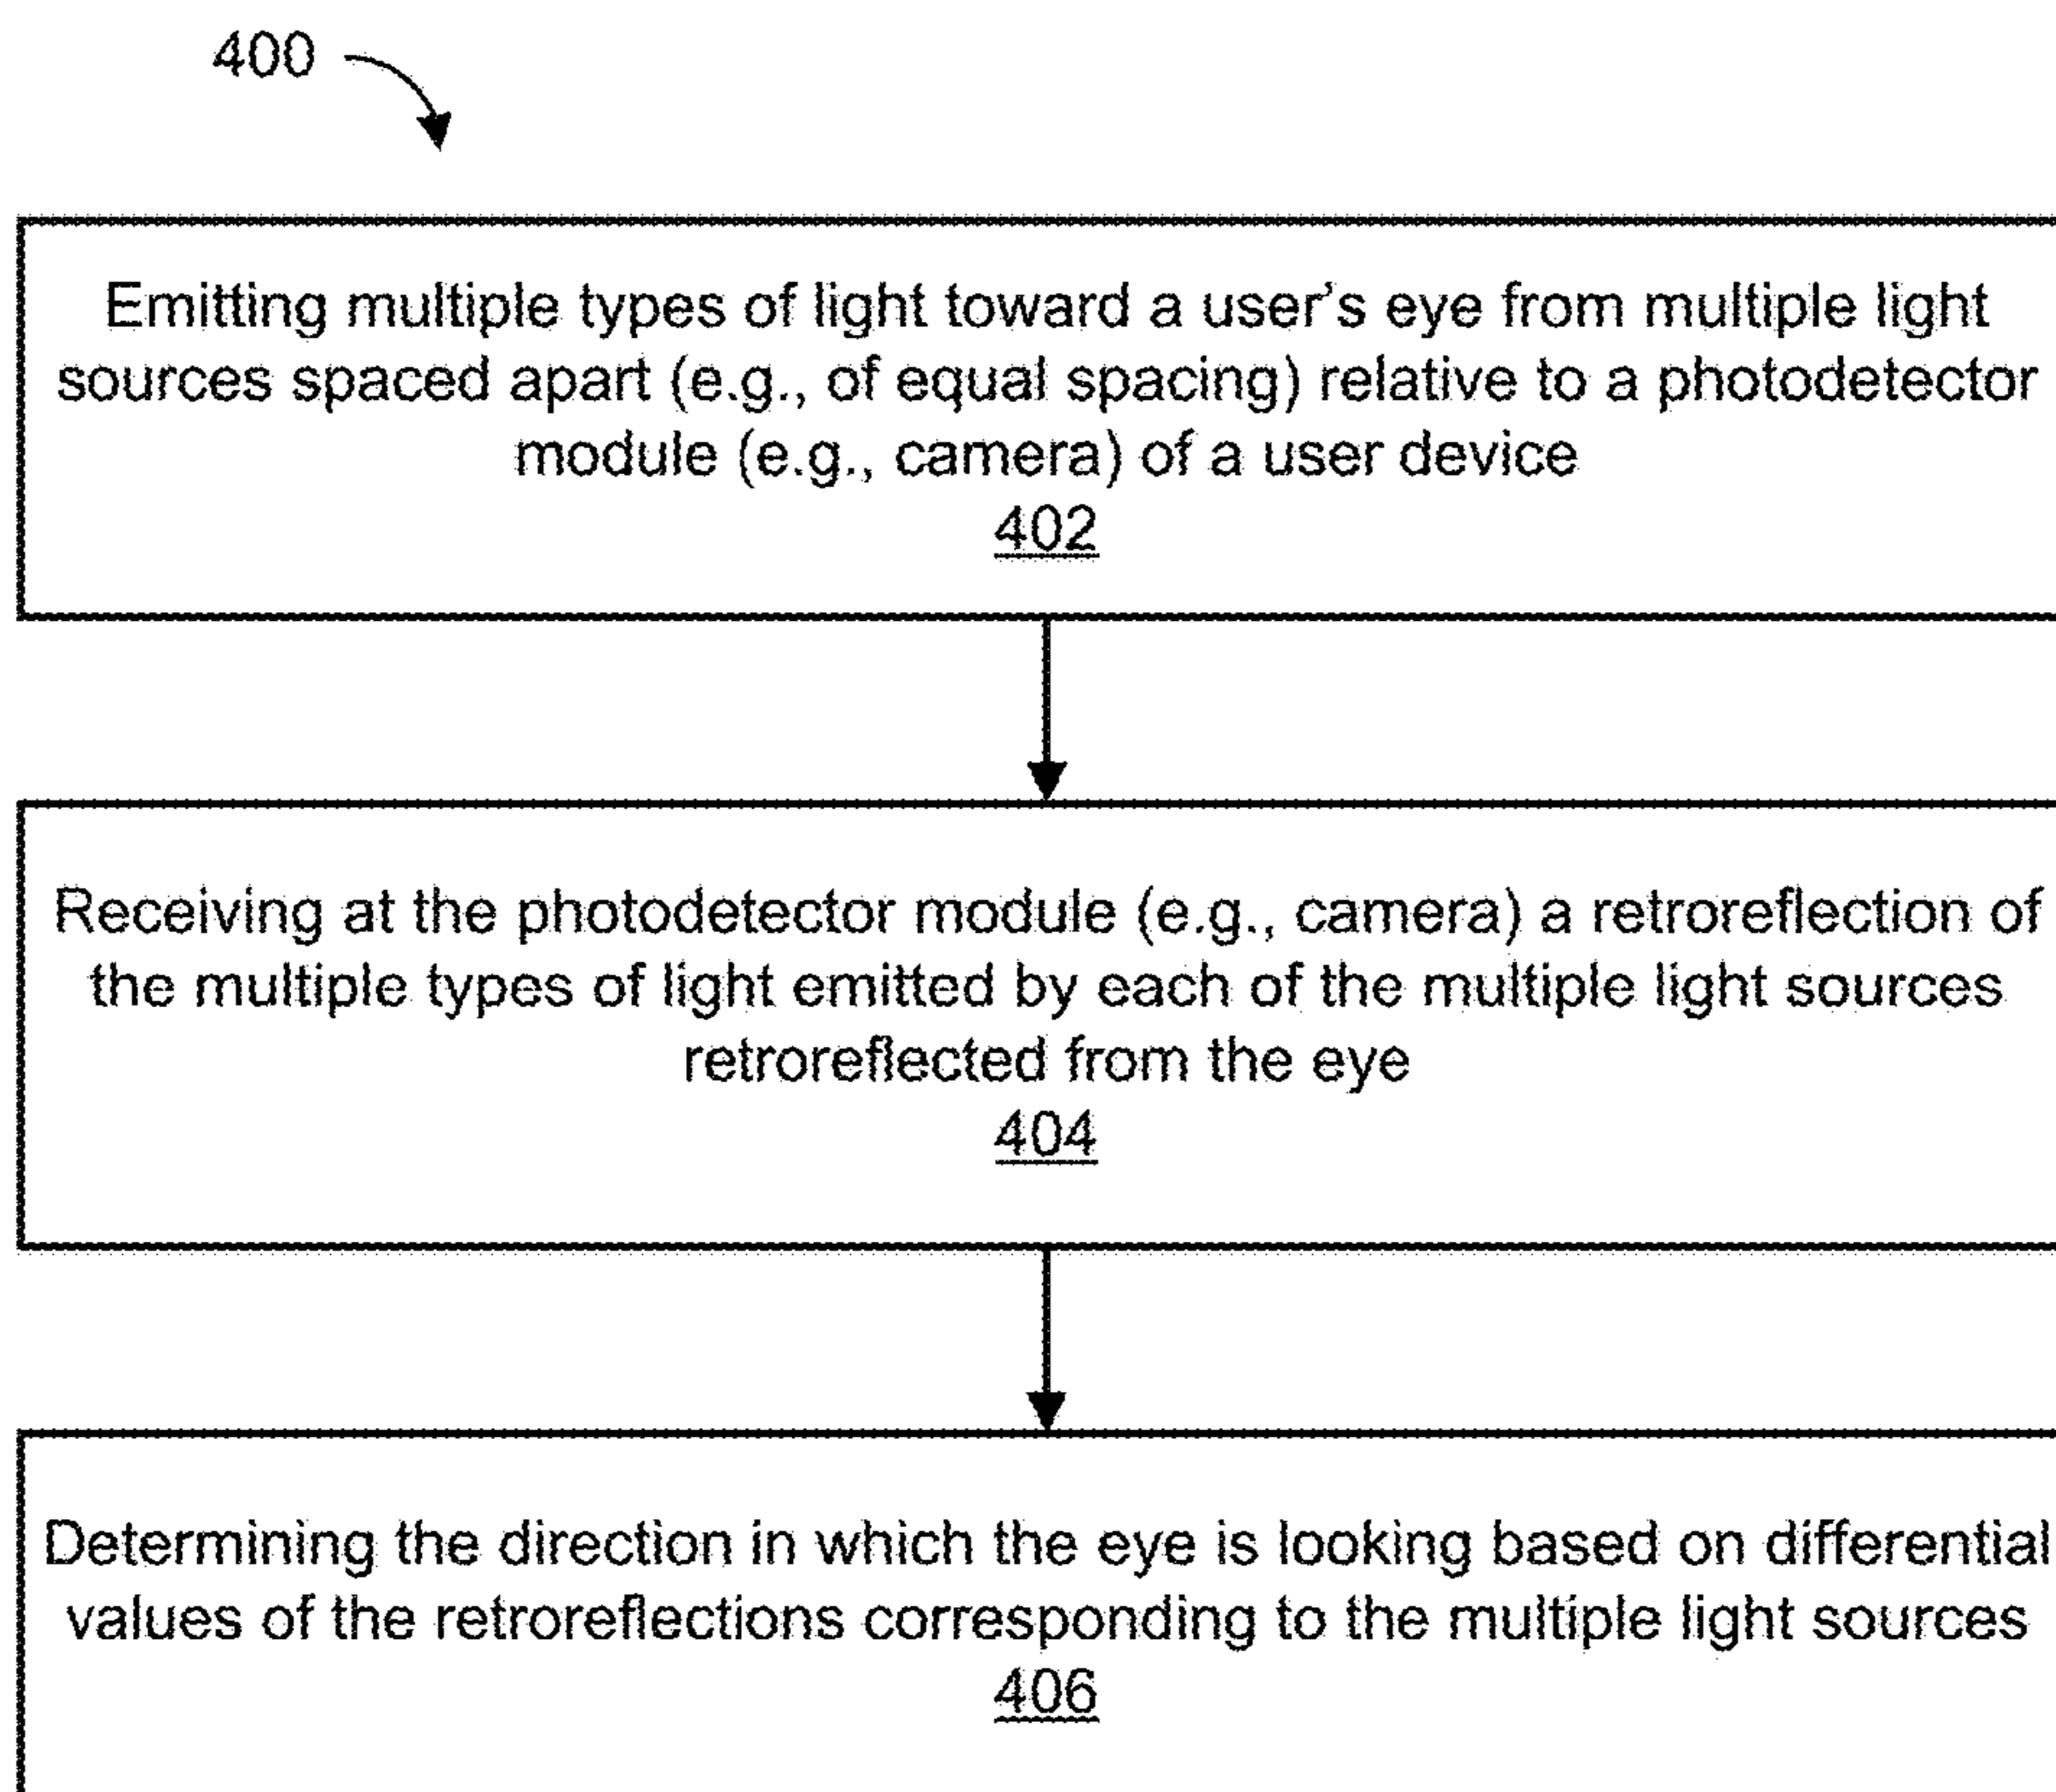 400
Emitting multiple types of light toward a user's eye from multiple light
sources spaced apart (e.g., of equal spacing) relative to a photodetector
module (e.g., camera) of a user device
402
Receiving at the photodetector module (e.g., camera) a retroreflection of
the multiple types of light emitted by each of the multiple light sources
retroreflected from the eye
404
Determining the direction in which the eye is looking based on differential
values of the retroreflections corresponding to the multiple light sources
406